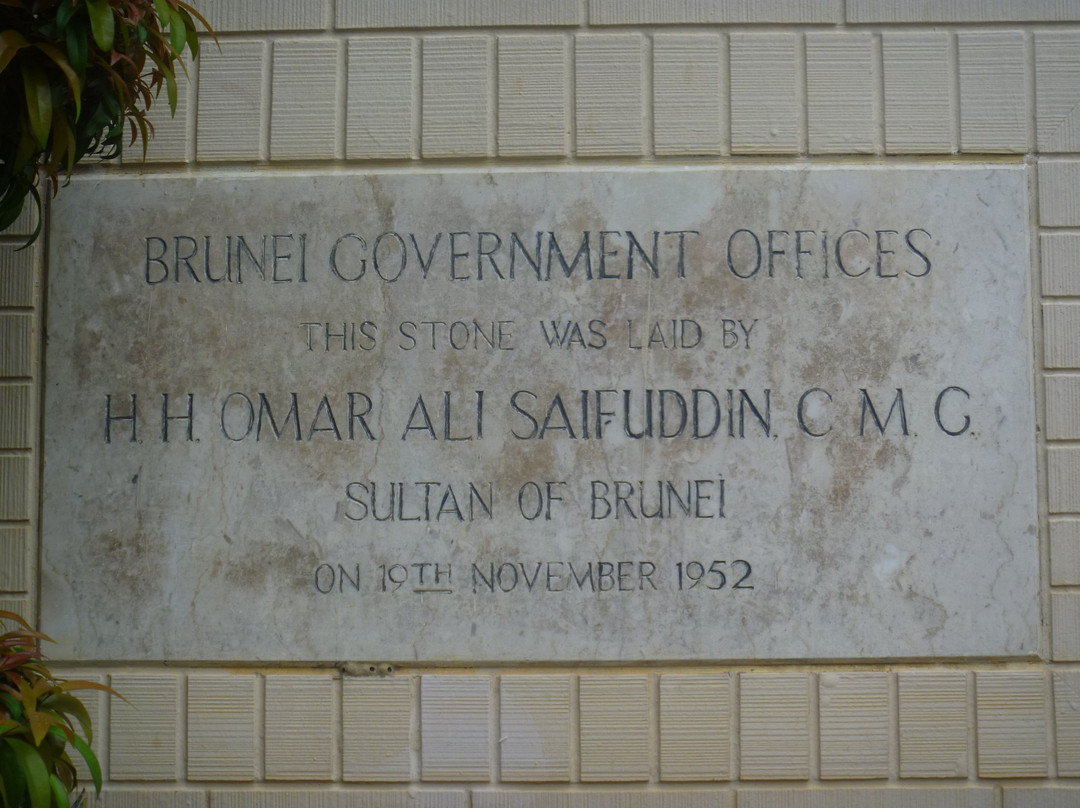 BRUNEI GOVERNMENT OFFICES
THIS STONE WAS LAID BY
H.H. OMAR ALI SAIFUDDIN. C.M.G.
SULTAN OF BRUNEI
ON 19TH NOVEMBER 1952